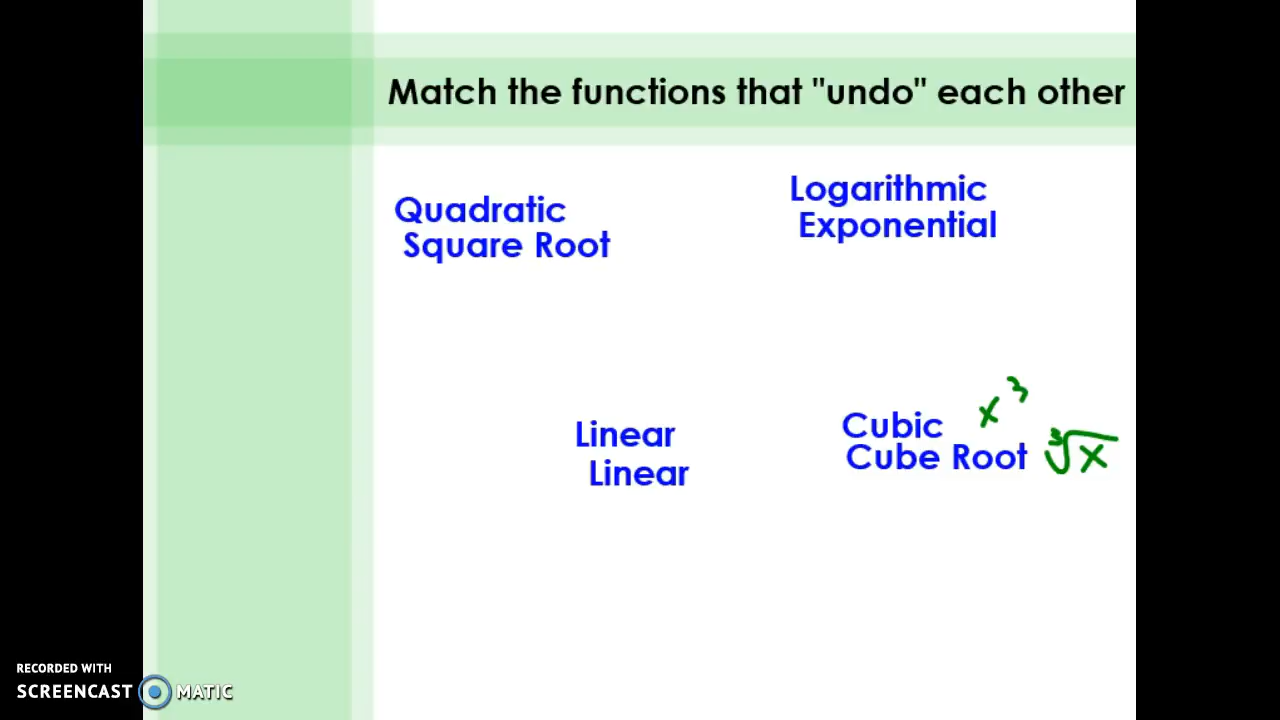 Match the functions that "undo" each other
Quadratic
Square Root
Logarithmic
Exponential
Linear
Linear
Cubic x³
Cube Root ∛x
RECORDED WITH
SCREENCAST MATIC